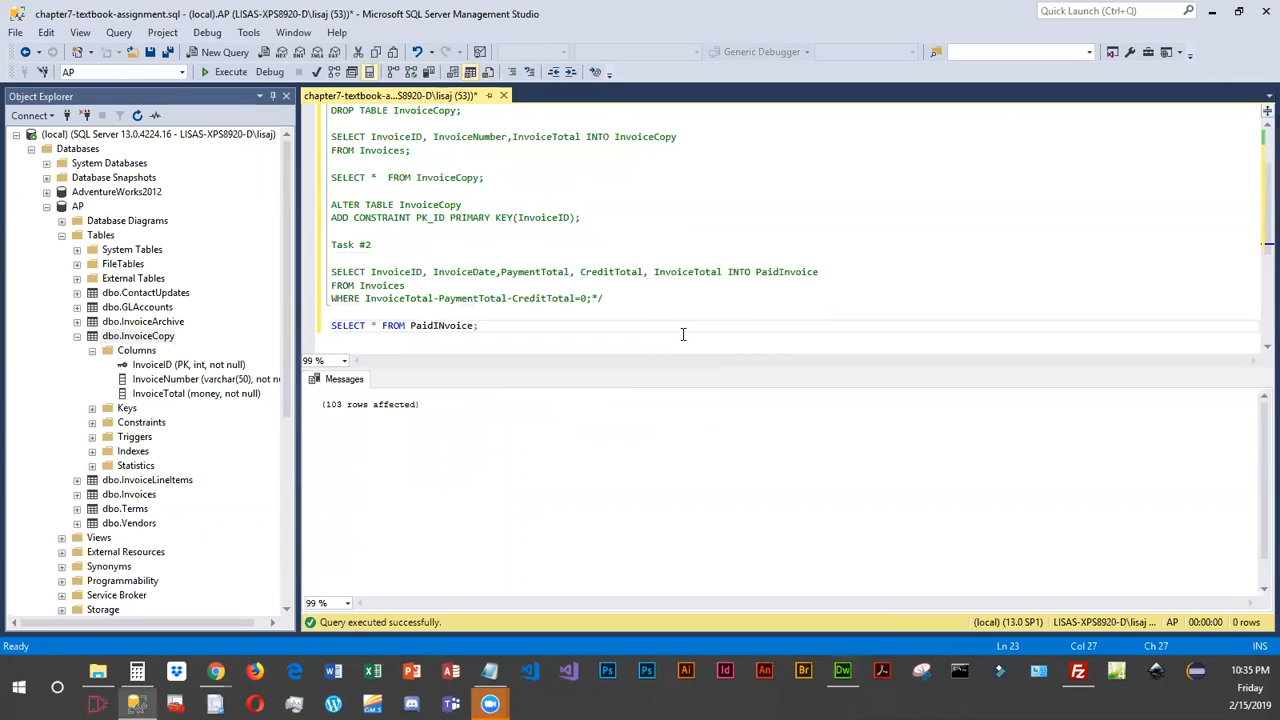 chapter7-textbook-assignment.sql - (local).AP (LISAS-XPS8920-D\lisaj (53))* - Microsoft SQL Server Management Studio
Quick Launch (Ctrl+Q)
File Edit View Query Project Debug Tools Window Help
New Query
Generic Debugger
AP
Execute Debug
Object Explorer
Connect
(local) (SQL Server 13.0.4224.16 - LISAS-XPS8920-D\lisaj)
Databases
System Databases
Database Snapshots
AdventureWorks2012
AP
Database Diagrams
Tables
System Tables
FileTables
External Tables
dbo.ContactUpdates
dbo.GLAccounts
dbo.InvoiceArchive
dbo.InvoiceCopy
Columns
InvoiceID (PK, int, not null)
InvoiceNumber (varchar(50), not nu
InvoiceTotal (money, not null)
Keys
Constraints
Triggers
Indexes
Statistics
dbo.InvoiceLineItems
dbo.Invoices
dbo.Terms
dbo.Vendors
Views
External Resources
Synonyms
Programmability
Service Broker
Storage
chapter7-textbook-a...S8920-D\lisaj (53))*
DROP TABLE InvoiceCopy;
SELECT InvoiceID, InvoiceNumber,InvoiceTotal INTO InvoiceCopy
FROM Invoices;
SELECT *  FROM InvoiceCopy;
ALTER TABLE InvoiceCopy
ADD CONSTRAINT PK_ID PRIMARY KEY(InvoiceID);
Task #2
SELECT InvoiceID, InvoiceDate,PaymentTotal, CreditTotal, InvoiceTotal INTO PaidInvoice
FROM Invoices
WHERE InvoiceTotal-PaymentTotal-CreditTotal=0;*/
SELECT * FROM PaidINvoice;
99 %
Messages
(103 rows affected)
99 %
Query executed successfully.
(local) (13.0 SP1) LISAS-XPS8920-D\lisaj ... AP 00:00:00 0 rows
Ready
Ln 23 Col 27 Ch 27 INS
10:35 PM
Friday
2/15/2019